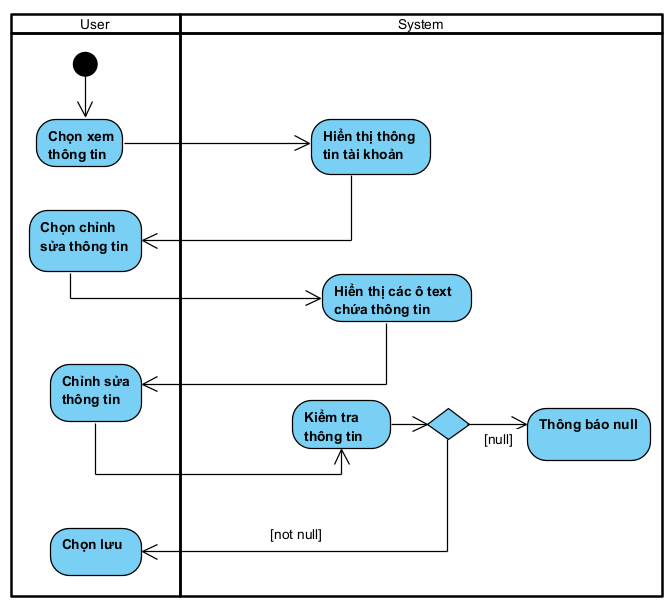 User
System
Chọn xem
thông tin
Hiển thị thông
tin tài khoản
Chọn chỉnh
sửa thông tin
Hiển thị các ô text
chứa thông tin
Chỉnh sửa
thông tin
Kiểm tra
thông tin
Thông báo null
[null]
[not null]
Chọn lưu